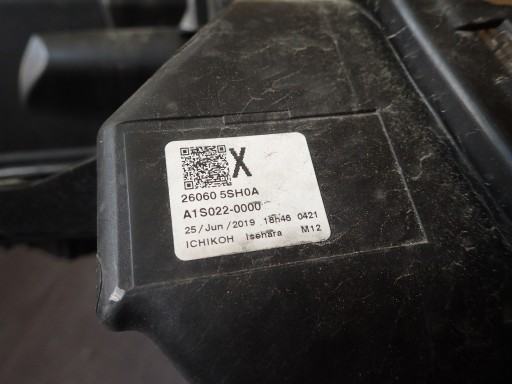 X
26060 5SH0A
A1S022-0000
25/Jun/2019 18h46 0421
ICHIKOH Isehara M12